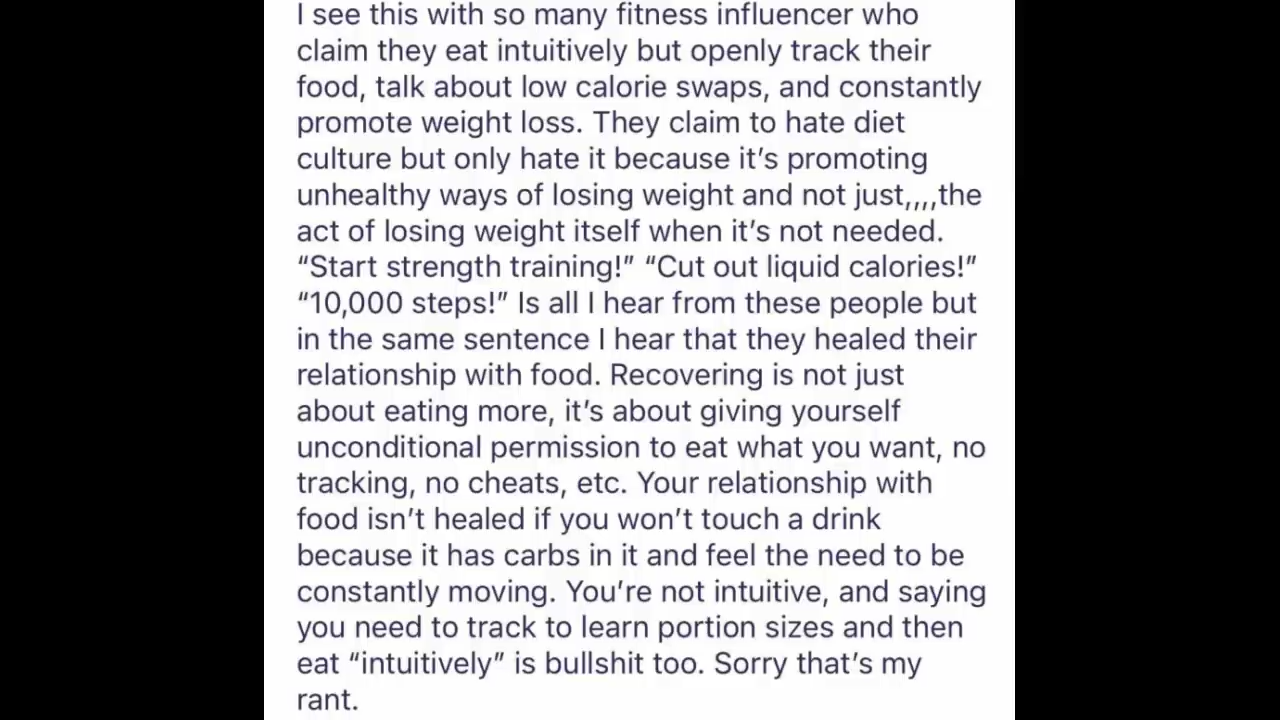 I see this with so many fitness influencer who
claim they eat intuitively but openly track their
food, talk about low calorie swaps, and constantly
promote weight loss. They claim to hate diet
culture but only hate it because it’s promoting
unhealthy ways of losing weight and not just,,,,the
act of losing weight itself when it’s not needed.
“Start strength training!” “Cut out liquid calories!”
“10,000 steps!” Is all I hear from these people but
in the same sentence I hear that they healed their
relationship with food. Recovering is not just
about eating more, it’s about giving yourself
unconditional permission to eat what you want, no
tracking, no cheats, etc. Your relationship with
food isn’t healed if you won’t touch a drink
because it has carbs in it and feel the need to be
constantly moving. You’re not intuitive, and saying
you need to track to learn portion sizes and then
eat “intuitively” is bullshit too. Sorry that’s my
rant.